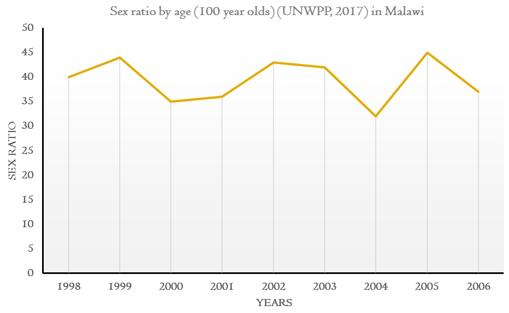 Sex ratio by age (100 year olds) (UNWPP, 2017) in Malawi
50
45
40
35
30
25
20
15
10
5
0
SEX RATIO
1998 1999 2000 2001 2002 2003 2004 2005 2006
YEARS